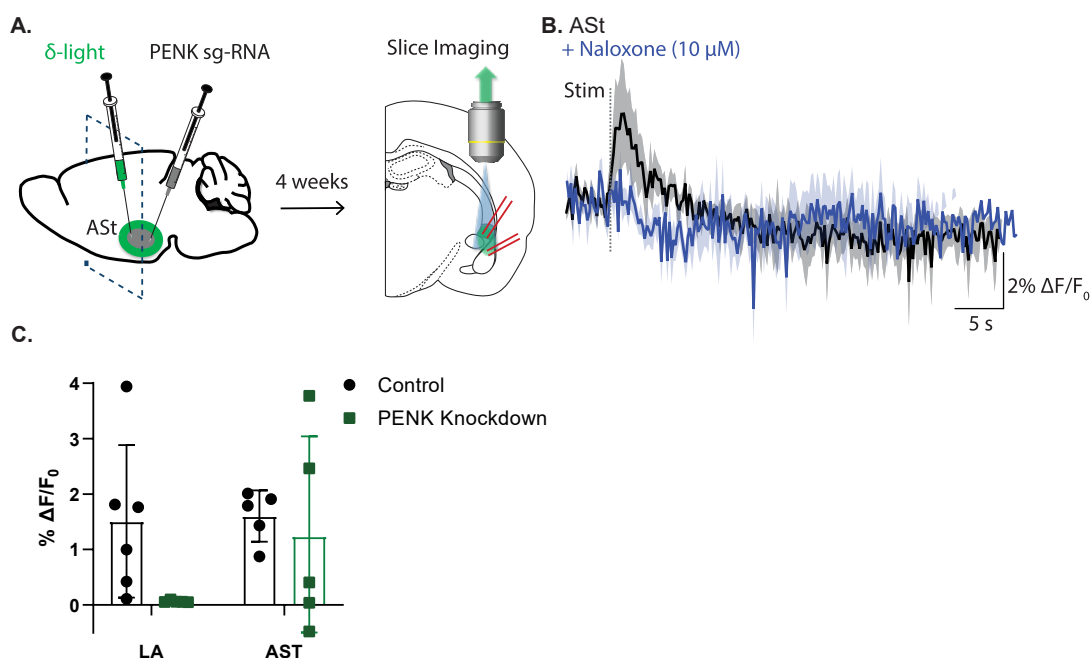 A.
δ-light
PENK sg-RNA
ASt
4 weeks
Slice Imaging
B. ASt
+ Naloxone (10 μM)
Stim
2% ΔF/F0
5 s
C.
% ΔF/F0
4
3
2
1
0
LA
AST
Control
PENK Knockdown